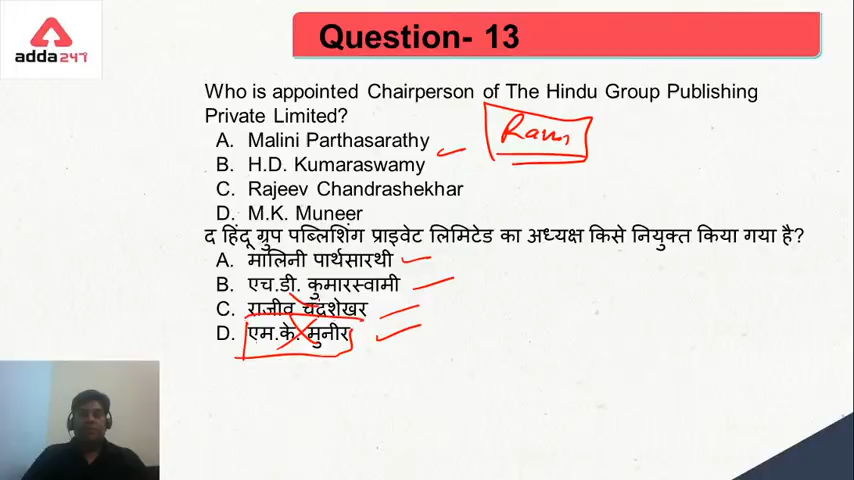 adda247
Question- 13
Who is appointed Chairperson of The Hindu Group Publishing
Private Limited?
A. Malini Parthasarathy
B. H.D. Kumaraswamy
C. Rajeev Chandrashekhar
D. M.K. Muneer
द हिंदू ग्रुप पब्लिशिंग प्राइवेट लिमिटेड का अध्यक्ष किसे नियुक्त किया गया है?
A. मालिनी पार्थसारथी
B. एच.डी. कुमारस्वामी
C. राजीव चंद्रशेखर
D. एम.के. मुनीर